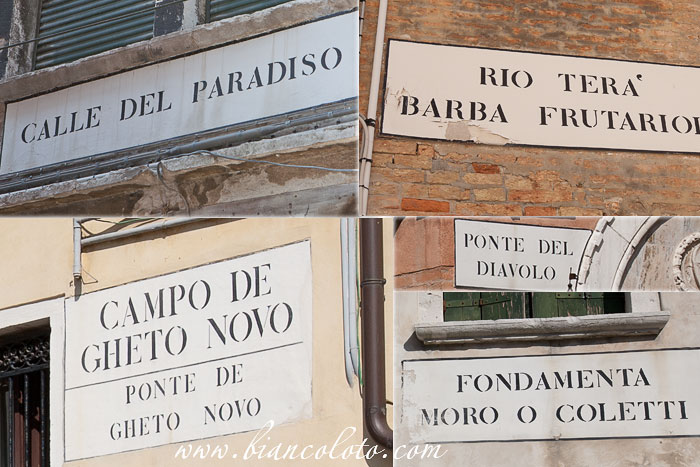 CALLE DEL PARADISO
RIO TERA'
BARBA FRUTARIOL
CAMPO DE
GHETO NOVO
PONTE DE
GHETO NOVO
PONTE DEL
DIAVOLO
FONDAMENTA
MORO O COLETTI
www.biancoloto.com